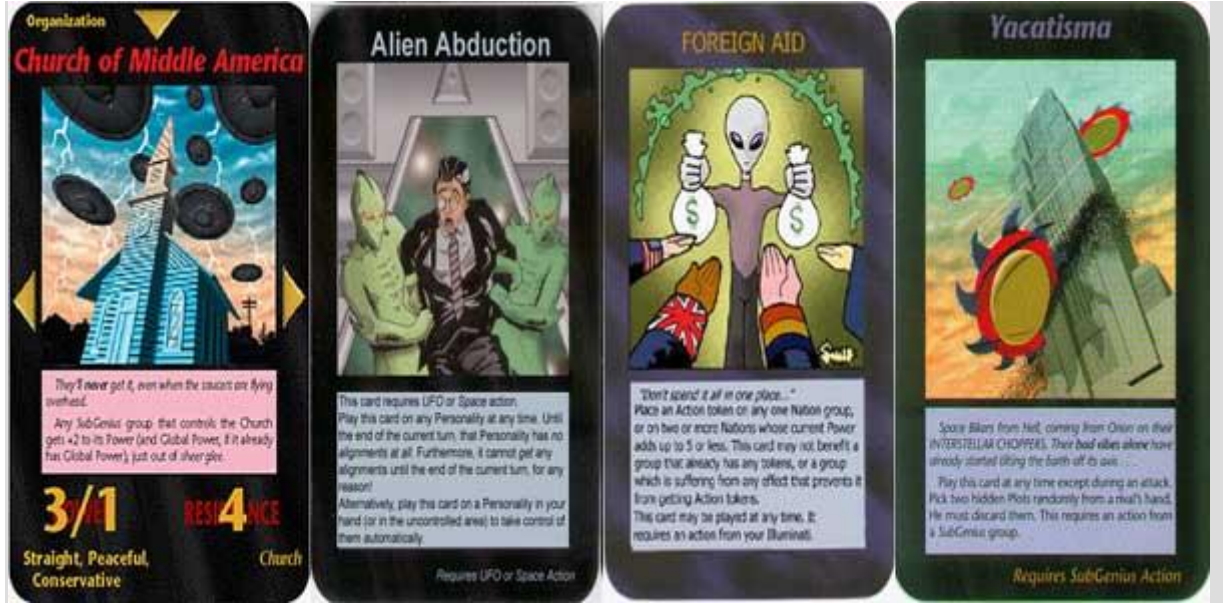 Organization
Church of Middle America
They'll never get it, even when the saucers are flying
overhead.
Any SubGenius group that controls the Church
gets +2 to its Power (and Global Power, if it already
has Global Power), just out of sheer glee.
3/1
POWER
RESISTANCE
4
Straight, Peaceful,
Conservative
Church
Alien Abduction
This card requires UFO or Space action.
Play this card on any Personality at any time. Until
the end of the current turn, that Personality has no
alignments at all. Furthermore, it cannot get any
alignments until the end of the current turn, for any
reason!
Alternatively, play this card on a Personality in your
hand (or in the uncontrolled area) to take control of
them automatically.
Requires UFO or Space Action
FOREIGN AID
$ $
"Don't spend it all in one place..."
Place an Action token on any one Nation group,
or on two or more Nations whose current Power
adds up to 5 or less. This card may not benefit a
group that already has any tokens, or a group
which is suffering from any effect that prevents it
from getting Action tokens.
This card may be played at any time. It
requires an action from your Illuminati.
Yacatisma
Space Bikers from Hell, coming from Orion on their
INTERSTELLAR CHOPPERS. Their bad vibes alone have
already started tilting the Earth off its axis.
Play this card at any time except during an attack.
Pick two hidden Plots randomly from a rival's hand.
He must discard them. This requires an action from
a SubGenius group.
Requires SubGenius Action